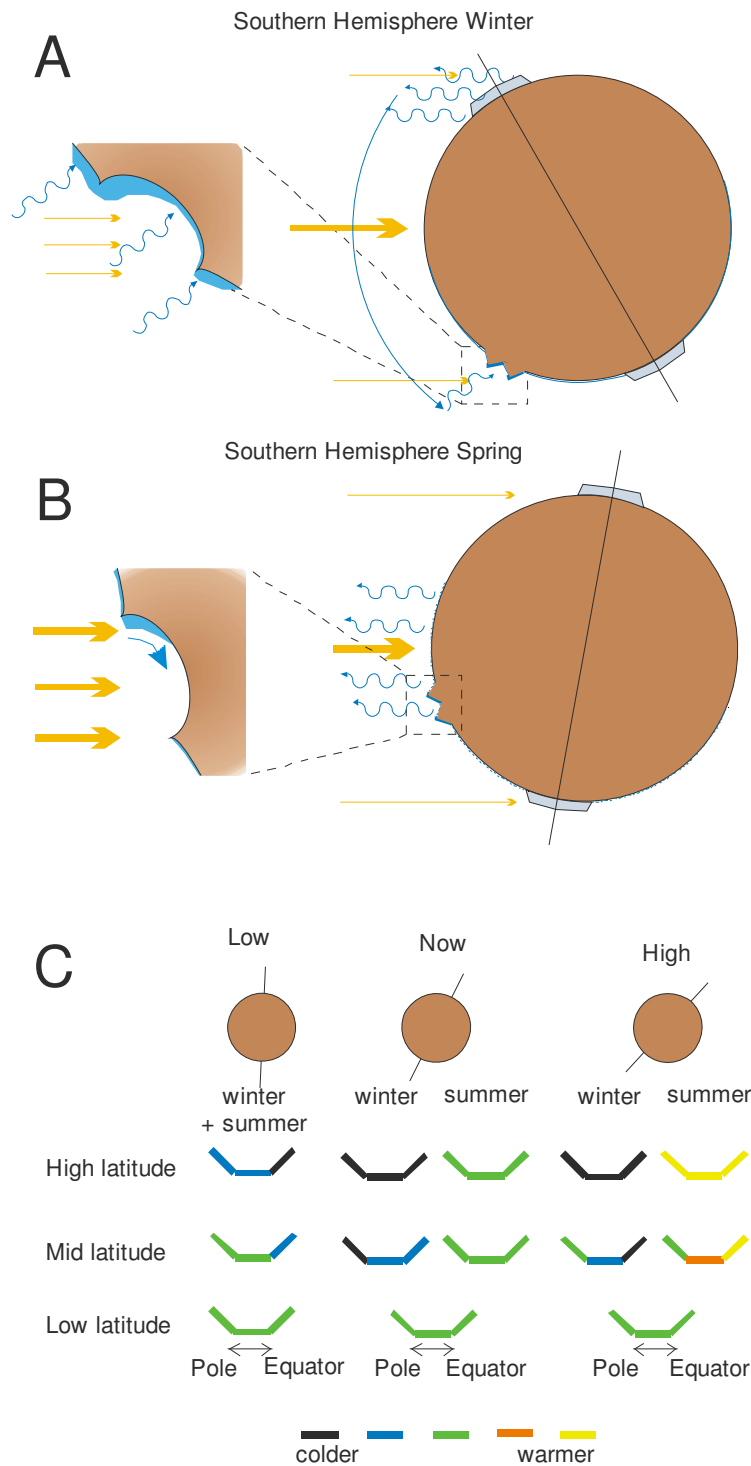 Southern Hemisphere Winter
A
Southern Hemisphere Spring
B
C
Low
Now
High
winter
+ summer
winter
summer
winter
summer
High latitude
Mid latitude
Low latitude
Pole
Equator
Pole
Equator
Pole
Equator
colder
warmer